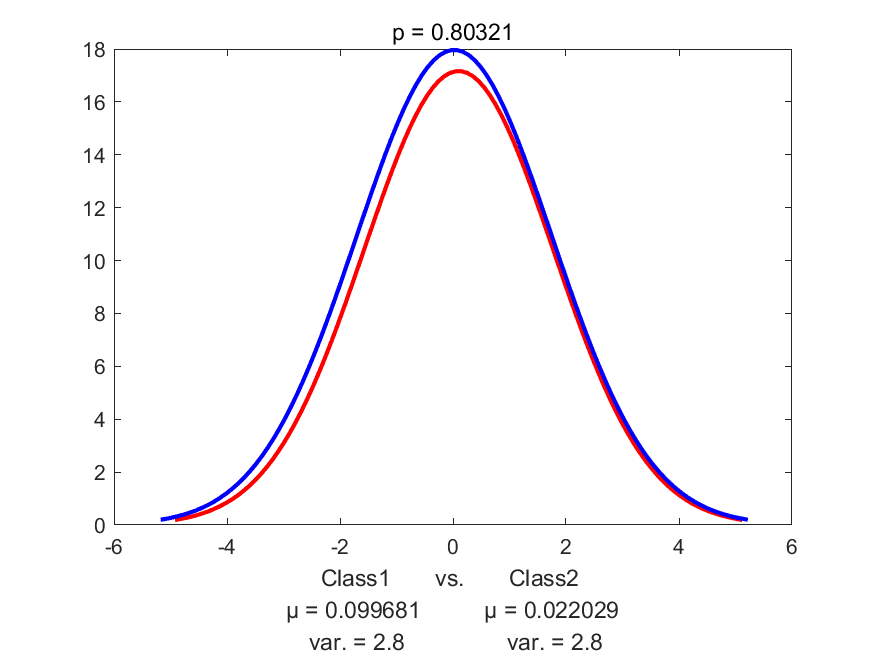 p = 0.80321
18
16
14
12
10
8
6
4
2
0
-6 -4 -2 0 2 4 6
Class1 vs. Class2
μ = 0.099681 μ = 0.022029
var. = 2.8 var. = 2.8